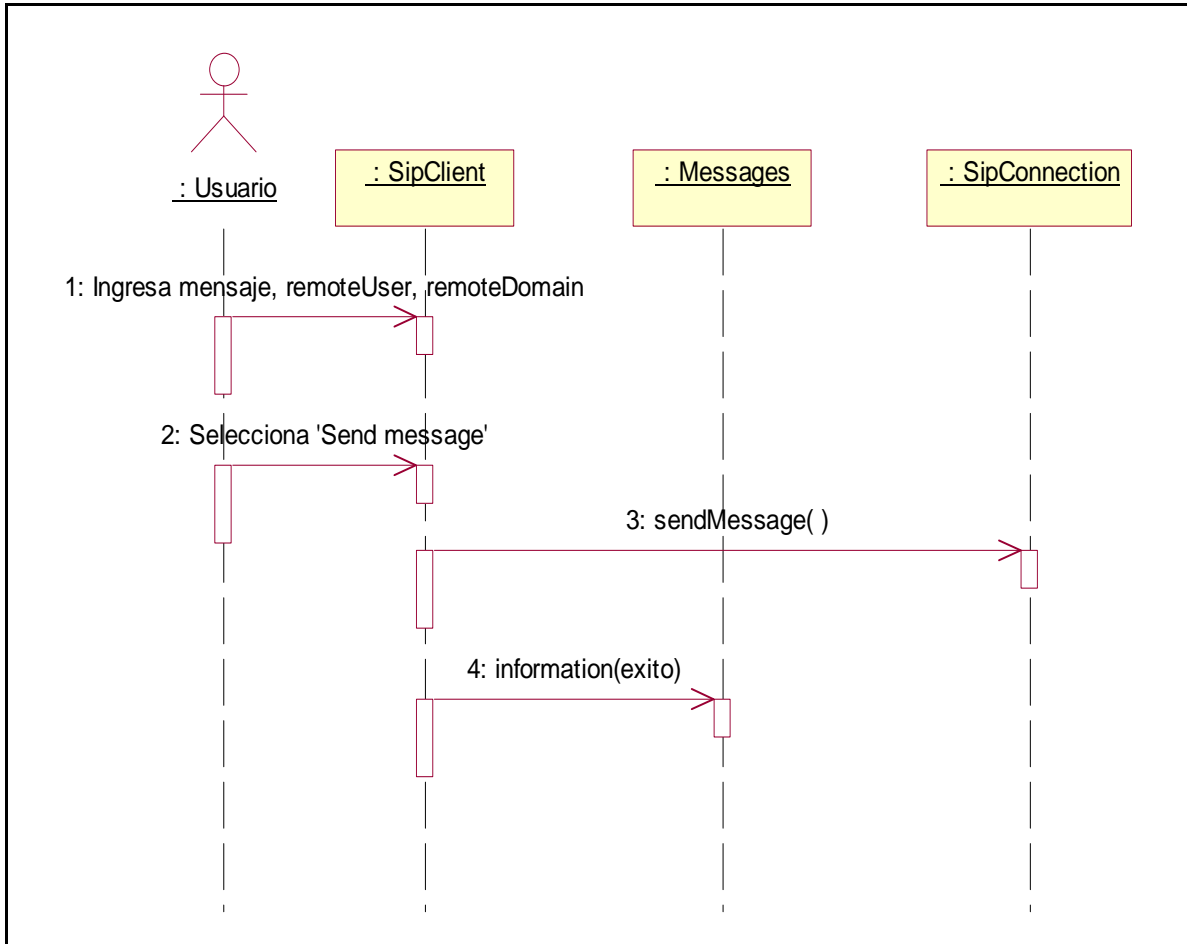 : Usuario
: SipClient
: Messages
: SipConnection
1: Ingresa mensaje, remoteUser, remoteDomain
2: Selecciona 'Send message'
3: sendMessage( )
4: information(exito)